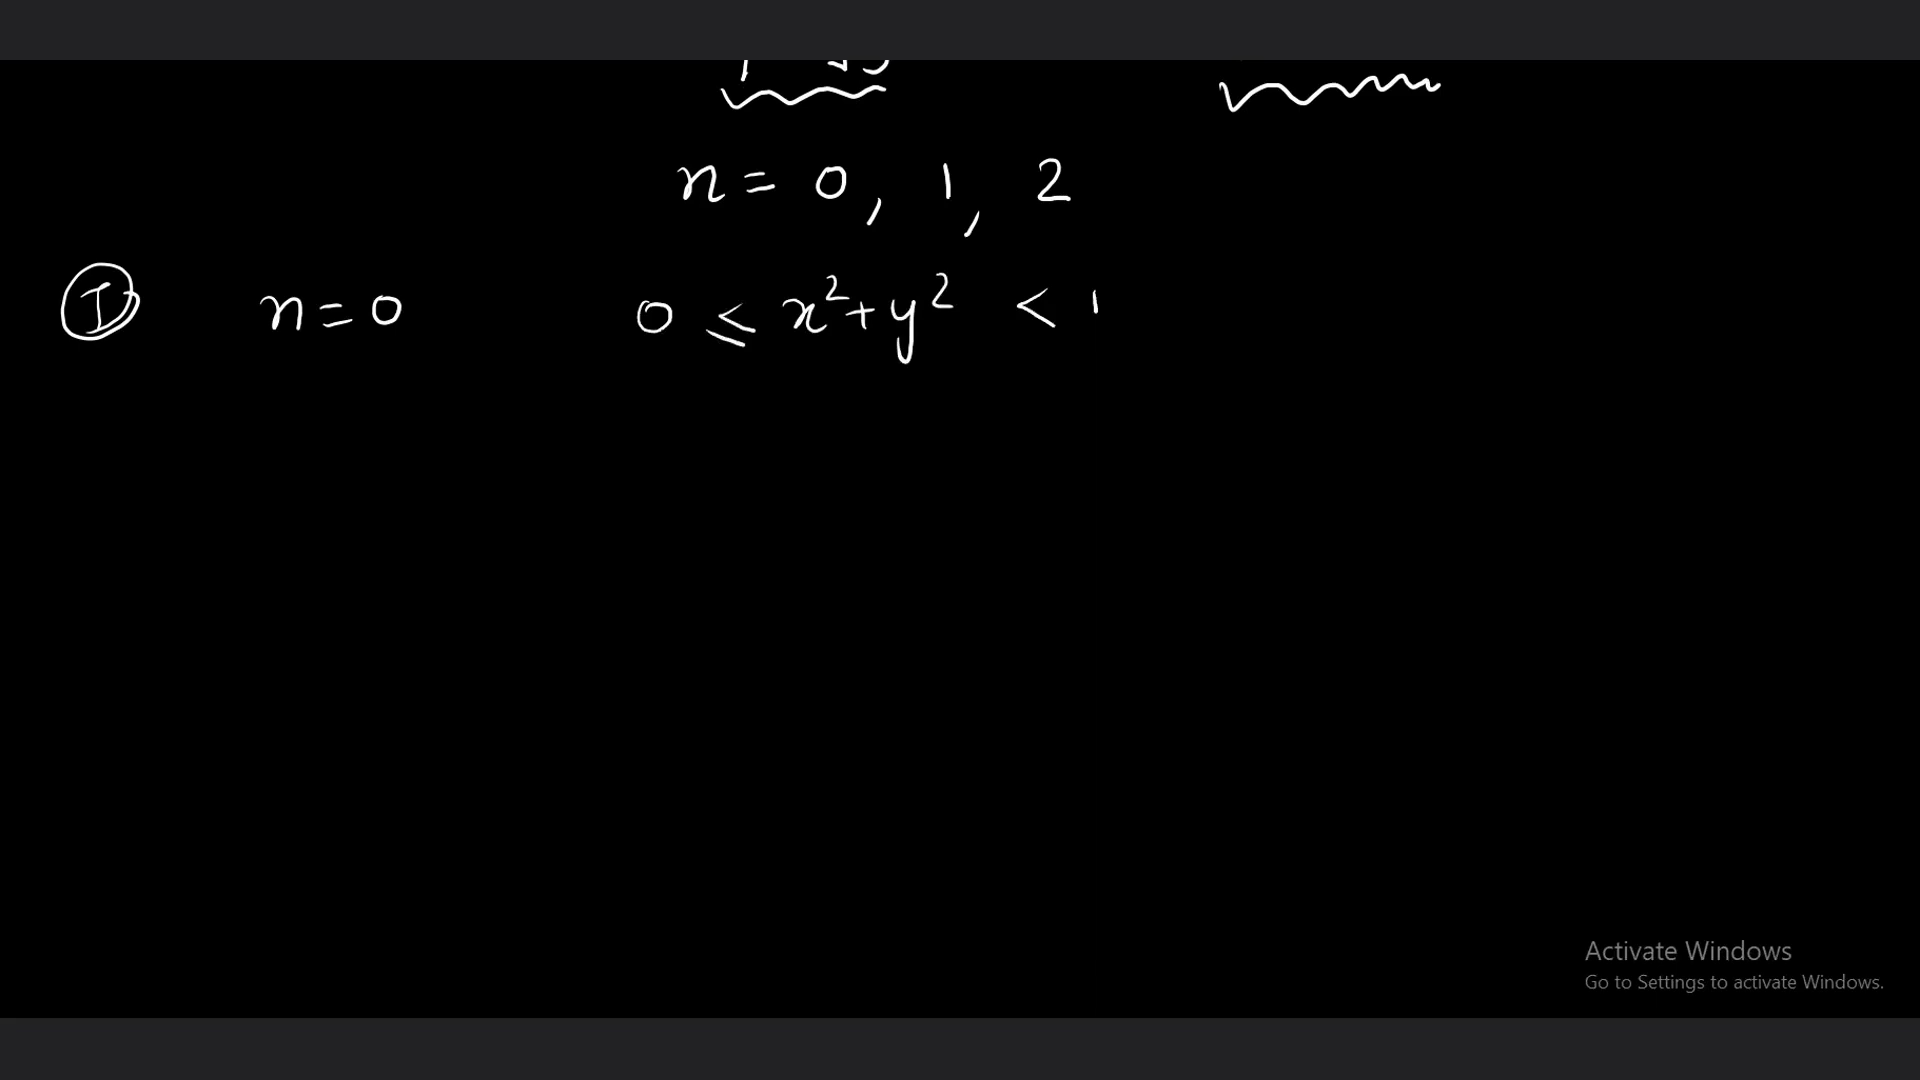 n = 0, 1, 2
I n = 0 0 ≤ x² + y² < 1
Activate Windows
Go to Settings to activate Windows.